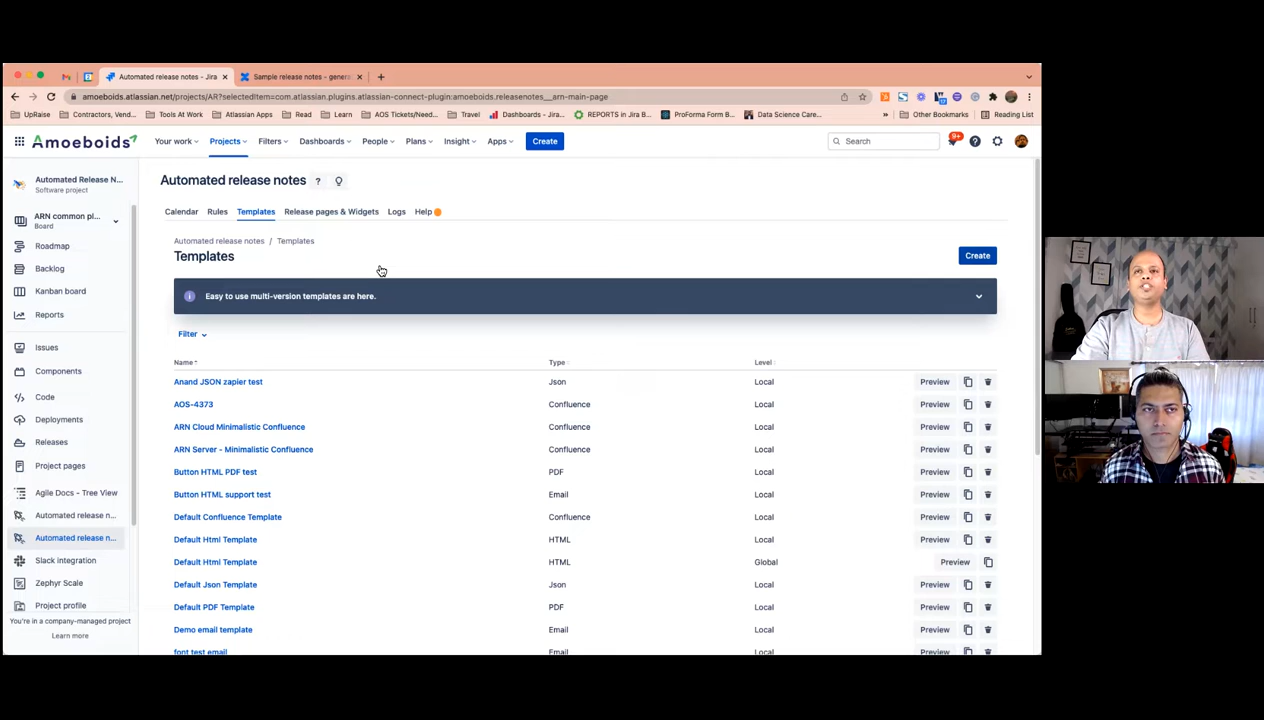 Automated release notes - Jira
Sample release notes - genera
amoeboids.atlassian.net/projects/AR?selectedItem=com.atlassian.plugins.atlassian-connect-plugin:amoeboids.releasenotes__arn-main-page
UpRaise Contractors, Vend... Tools At Work Atlassian Apps Read Learn AOS Tickets/Need... Travel Dashboards - Jira... REPORTS in Jira B... ProForma Form B... Data Science Care... » Other Bookmarks Reading List
Amoeboids Your work Projects Filters Dashboards People Plans Insight Apps Create Search 9+
Automated Release N...
Software project
ARN common pl...
Board
Roadmap
Backlog
Kanban board
Reports
Issues
Components
Code
Deployments
Releases
Project pages
Agile Docs - Tree View
Automated release n...
Automated release n...
Slack integration
Zephyr Scale
Project profile
You're in a company-managed project
Learn more
Automated release notes ?
Calendar Rules Templates Release pages & Widgets Logs Help
Automated release notes / Templates
Templates Create
Easy to use multi-version templates are here.
Filter
Name Type Level
Anand JSON zapier test Json Local Preview
AOS-4373 Confluence Local Preview
ARN Cloud Minimalistic Confluence Confluence Local Preview
ARN Server - Minimalistic Confluence Confluence Local Preview
Button HTML PDF test PDF Local Preview
Button HTML support test Email Local Preview
Default Confluence Template Confluence Local Preview
Default Html Template HTML Local Preview
Default Html Template HTML Global Preview
Default Json Template Json Local Preview
Default PDF Template PDF Local Preview
Demo email template Email Local Preview
font test email Email Local Preview